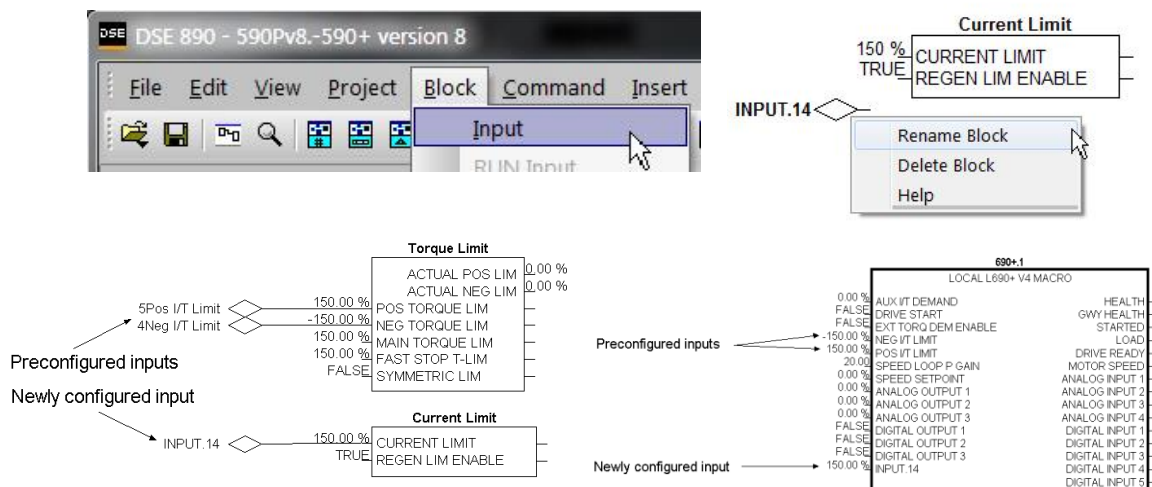 DSE 890 - 590Pv8.-590+ version 8
File Edit View Project Block Command Insert
Input
RUN Input
Current Limit
150 % CURRENT LIMIT
TRUE REGEN LIM ENABLE
INPUT.14
Rename Block
Delete Block
Help
Torque Limit
ACTUAL POS LIM 0.00 %
ACTUAL NEG LIM 0.00 %
5Pos I/T Limit 150.00 % POS TORQUE LIM
4Neg I/T Limit -150.00 % NEG TORQUE LIM
150.00 % MAIN TORQUE LIM
150.00 % FAST STOP T-LIM
FALSE SYMMETRIC LIM
Preconfigured inputs
Newly configured input
Current Limit
INPUT.14 150.00 % CURRENT LIMIT
TRUE REGEN LIM ENABLE
690+.1
LOCAL L690+ V4 MACRO
0.00 % AUX I/T DEMAND HEALTH
FALSE DRIVE START GWY HEALTH
FALSE EXT TORQ DEM ENABLE STARTED
-150.00 % NEG I/T LIMIT LOAD
150.00 % POS I/T LIMIT DRIVE READY
20.00 SPEED LOOP P GAIN MOTOR SPEED
0.00 % SPEED SETPOINT ANALOG INPUT 1
0.00 % ANALOG OUTPUT 1 ANALOG INPUT 2
0.00 % ANALOG OUTPUT 2 ANALOG INPUT 3
0.00 % ANALOG OUTPUT 3 ANALOG INPUT 4
FALSE DIGITAL OUTPUT 1 DIGITAL INPUT 1
FALSE DIGITAL OUTPUT 2 DIGITAL INPUT 2
FALSE DIGITAL OUTPUT 3 DIGITAL INPUT 3
150.00 % INPUT.14 DIGITAL INPUT 4
DIGITAL INPUT 5
Preconfigured inputs
Newly configured input